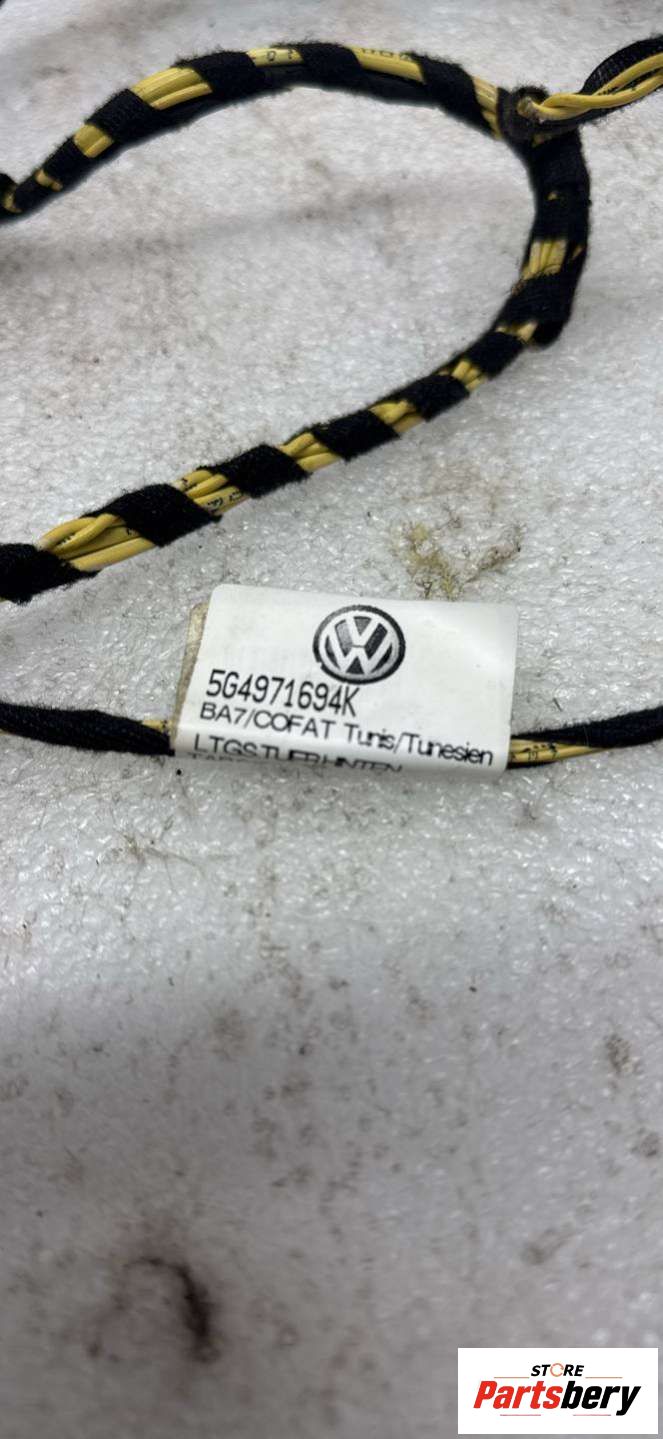 5G4971694K
BA7/COFAT Tunis/Tunesien
LTGS.TUER HINTEN
STORE
Partsbery